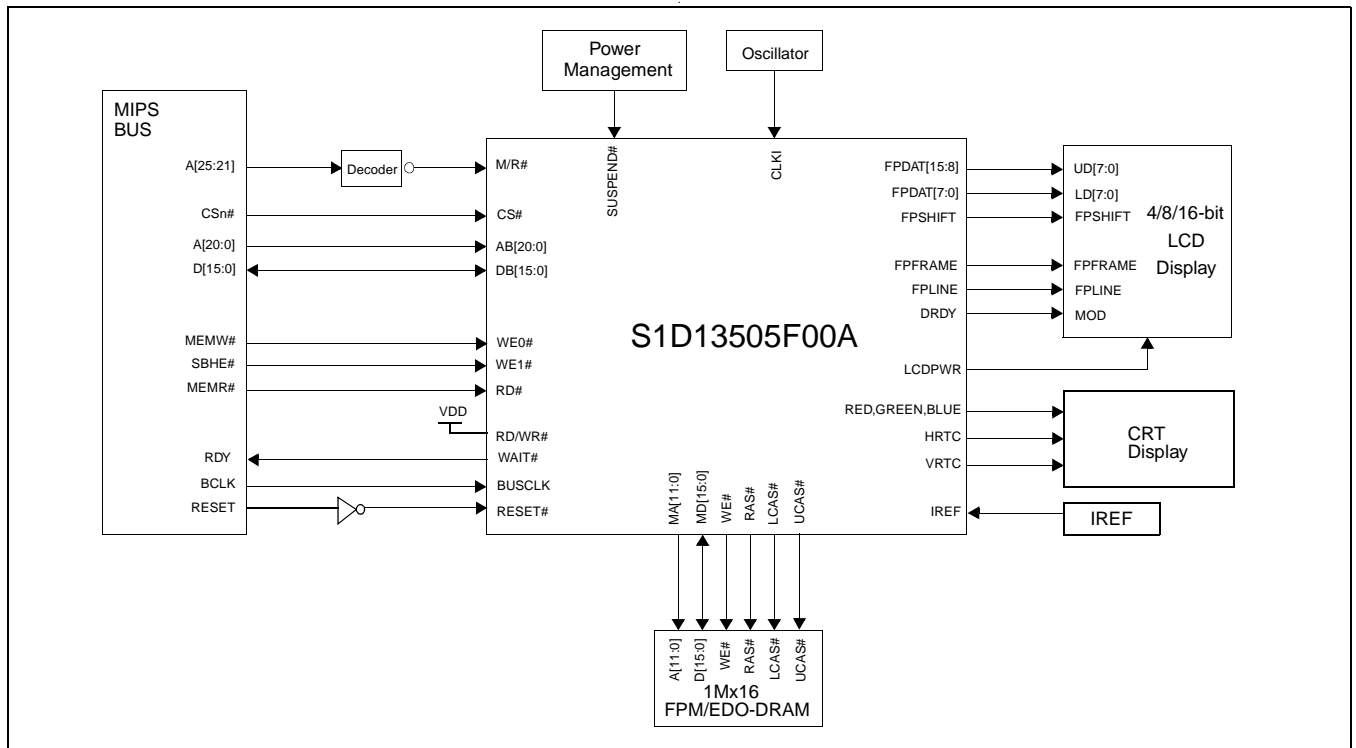 Power
Management
Oscillator
MIPS
BUS
A[25:21]
Decoder
M/R#
SUSPEND#
CLKI
FPDAT[15:8]
UD[7:0]
FPDAT[7:0]
LD[7:0]
CSn#
CS#
FPSHIFT
FPSHIFT
4/8/16-bit
LCD
Display
A[20:0]
AB[20:0]
D[15:0]
DB[15:0]
FPFRAME
FPFRAME
FPLINE
FPLINE
DRDY
MOD
S1D13505F00A
MEMW#
WE0#
SBHE#
WE1#
MEMR#
RD#
LCDPWR
VDD
RD/WR#
RED,GREEN,BLUE
HRTC
VRTC
CRT
Display
RDY
WAIT#
BCLK
BUSCLK
RESET
RESET#
MA[11:0]
MD[15:0]
WE#
RAS#
LCAS#
UCAS#
IREF
IREF
A[11:0]
D[15:0]
WE#
RAS#
LCAS#
UCAS#
1Mx16
FPM/EDO-DRAM